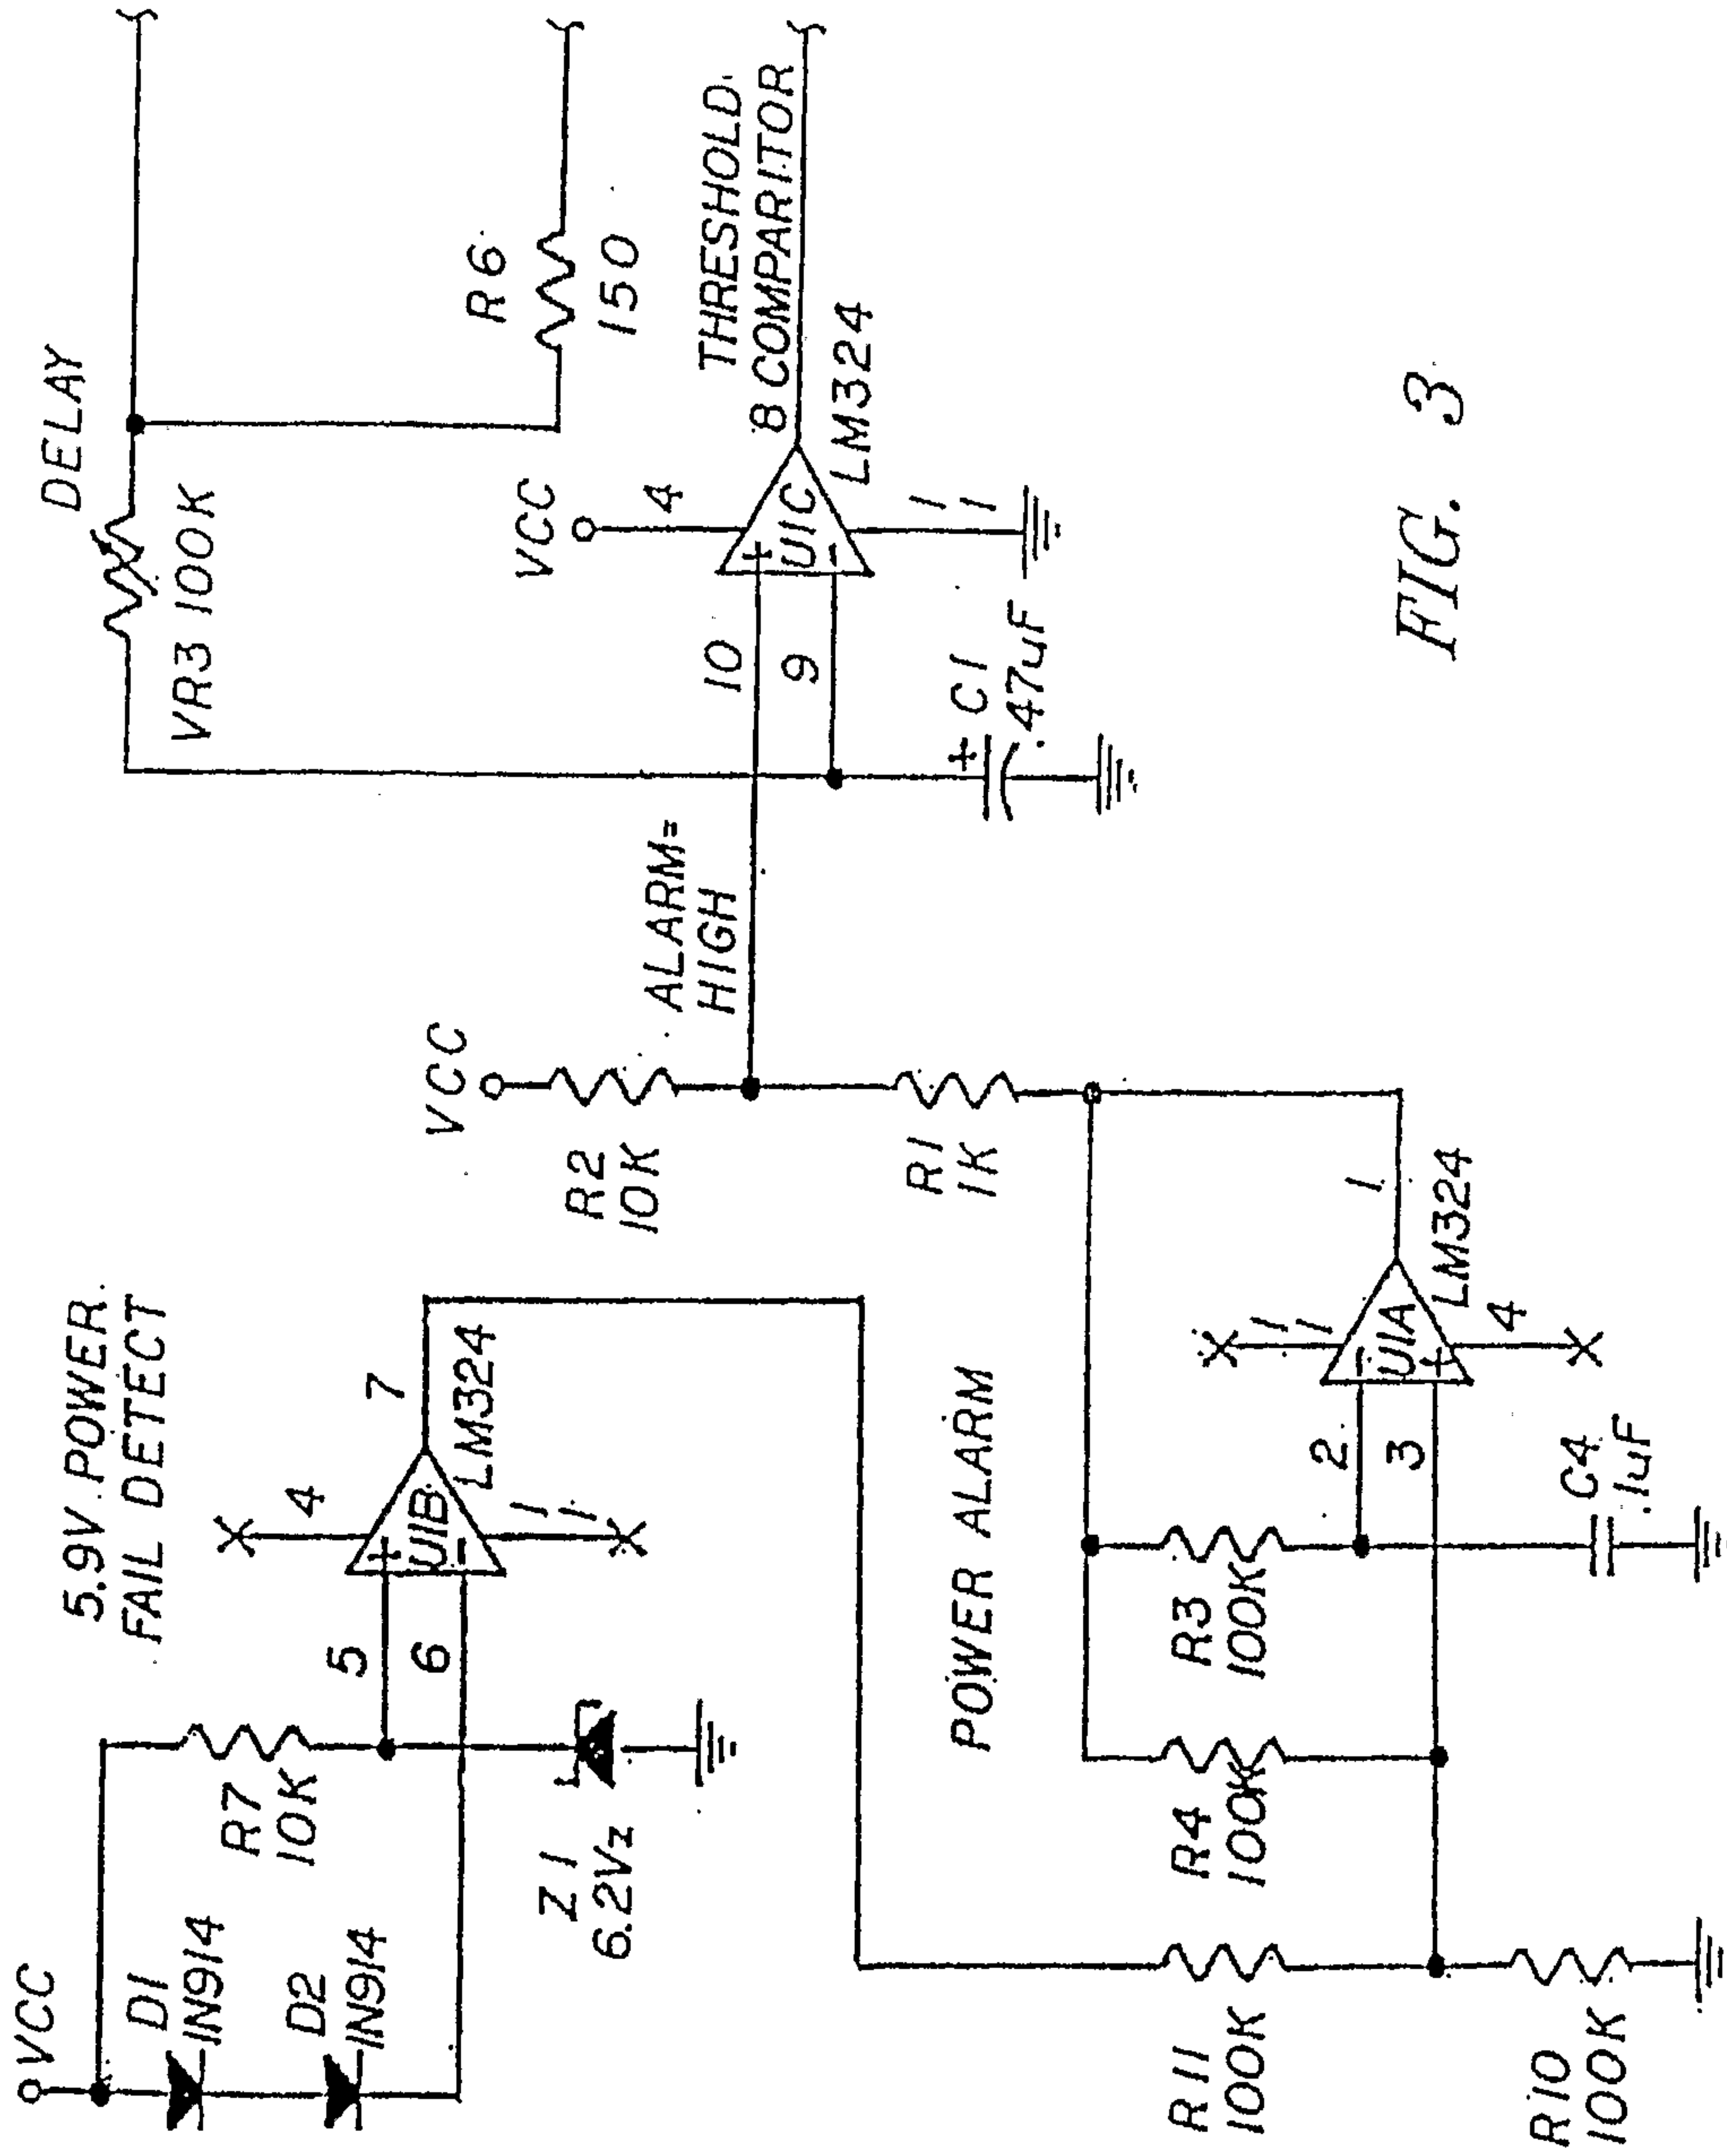 VCC
D1
IN914
D2
IN914
R7
10K
Z1
6.2Vz
5.9V POWER
FAIL DETECT
5
6
4
+
U1B
-
11
LM324
7
R11
100K
R10
100K
POWER ALARM
R4
100K
R3
100K
2
3
C4
.1uF
11
-
U1A
+
4
LM324
1
VCC
R2
10K
R1
1K
ALARM=
HIGH
DELAY
VR3 100K
R6
150
VCC
4
10
9
+
U1C
-
11
LM324
8
THRESHOLD
COMPARITOR
+ C1
.47uF
FIG. 3